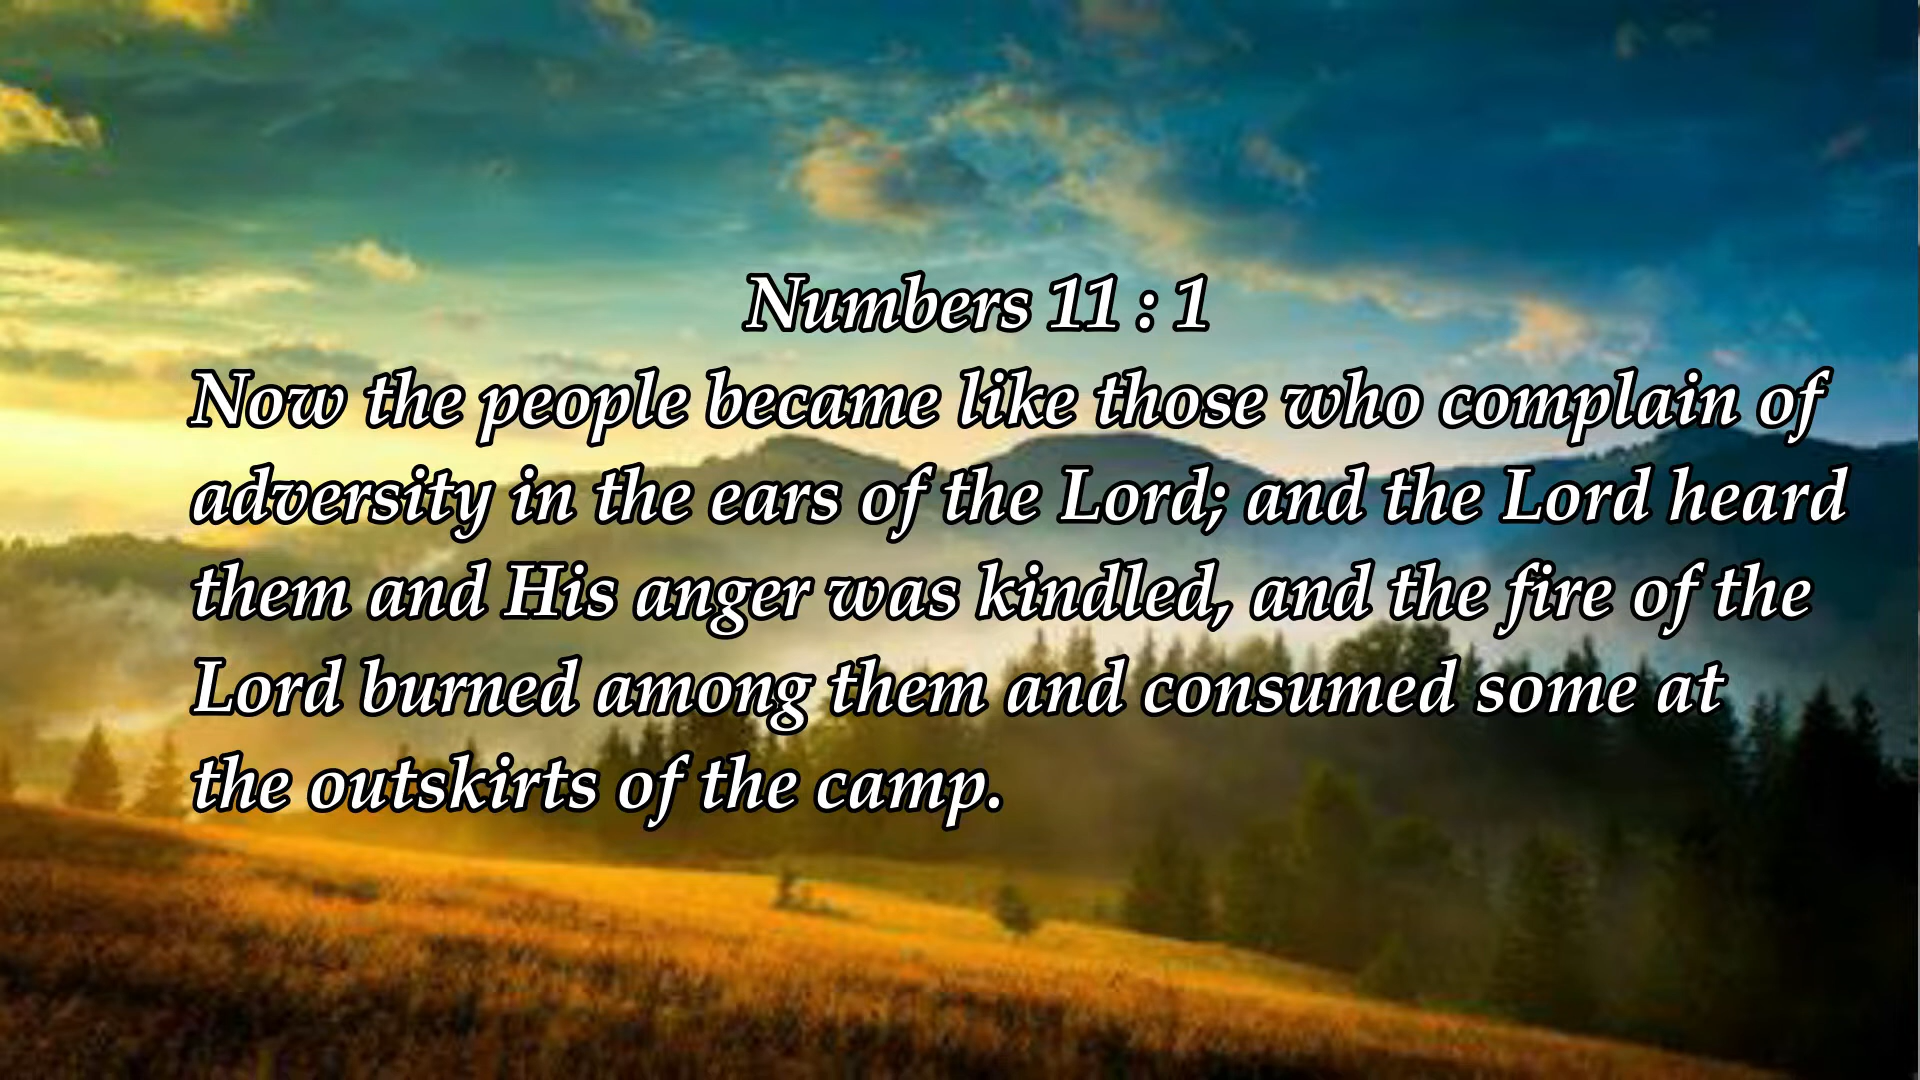 Numbers 11 : 1
Now the people became like those who complain of
adversity in the ears of the Lord; and the Lord heard
them and His anger was kindled, and the fire of the
Lord burned among them and consumed some at
the outskirts of the camp.